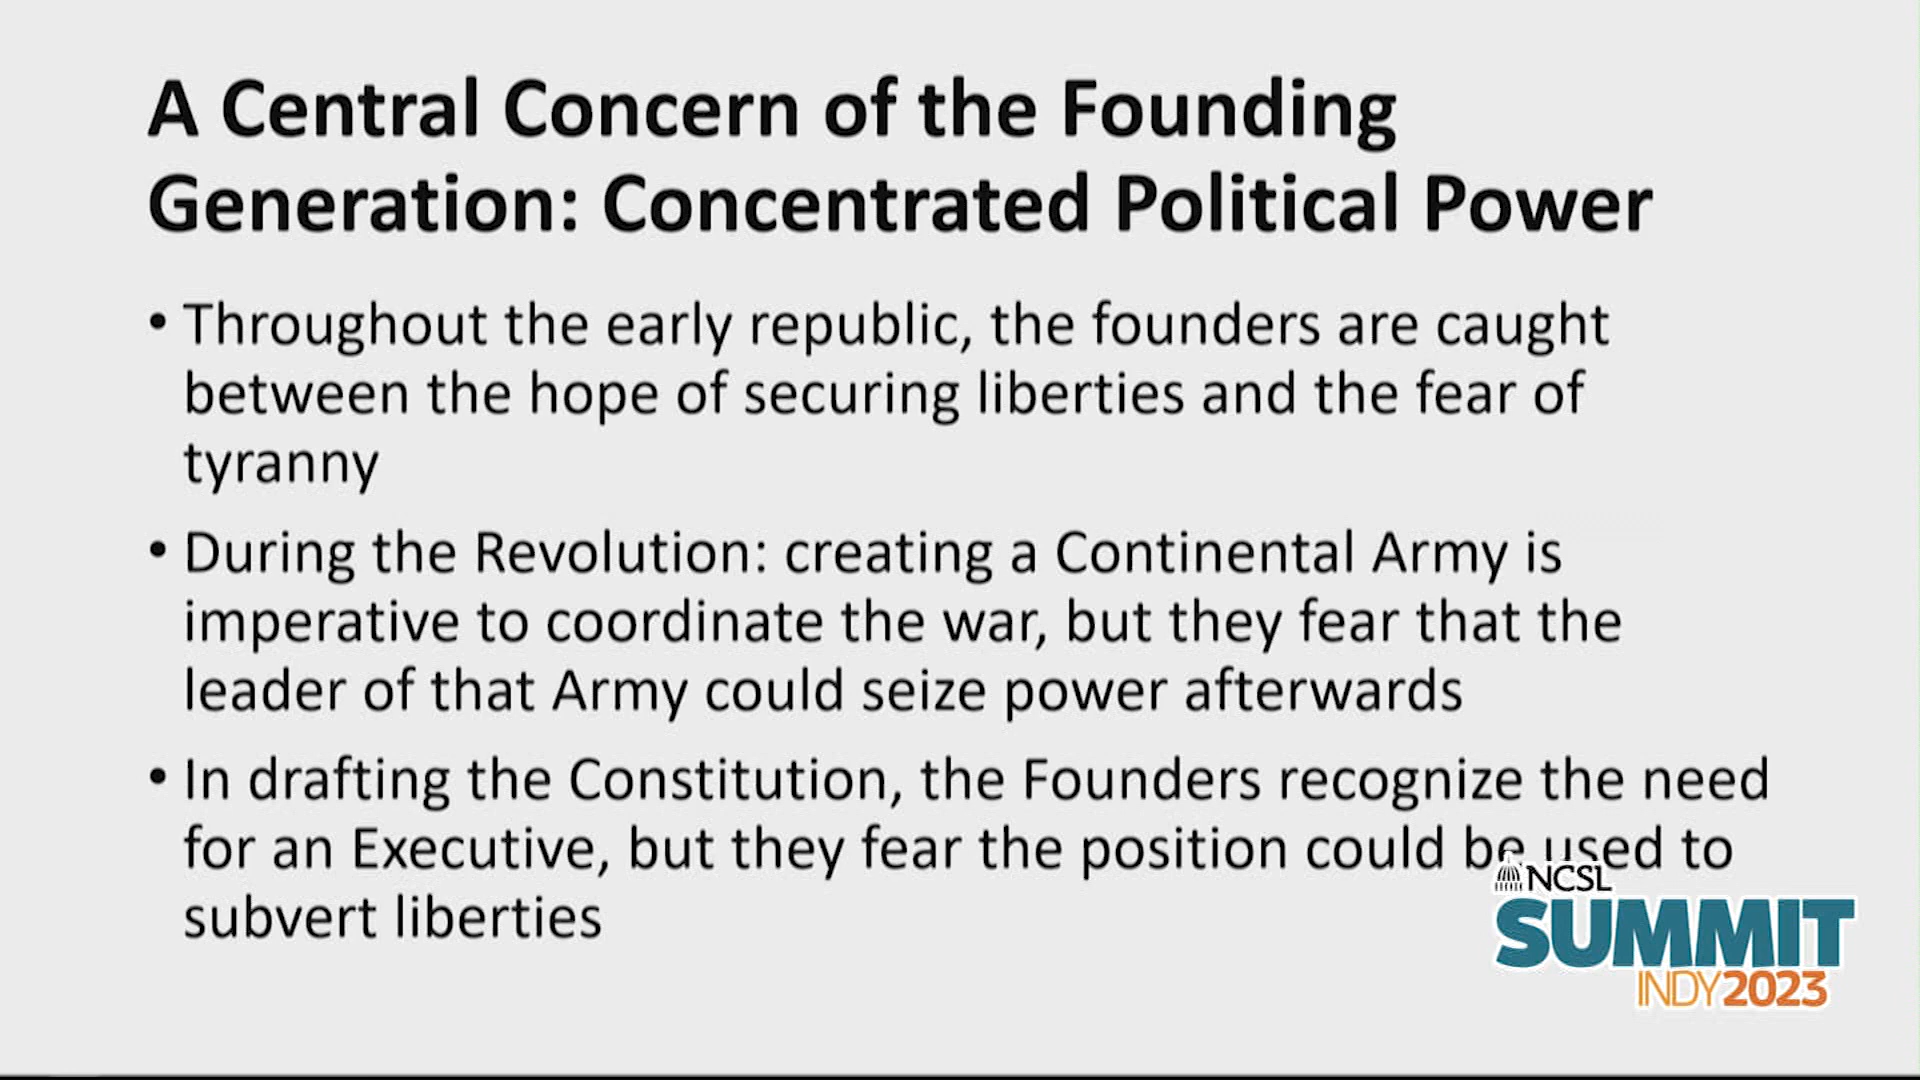 A Central Concern of the Founding
Generation: Concentrated Political Power
• Throughout the early republic, the founders are caught
between the hope of securing liberties and the fear of
tyranny
• During the Revolution: creating a Continental Army is
imperative to coordinate the war, but they fear that the
leader of that Army could seize power afterwards
• In drafting the Constitution, the Founders recognize the need
for an Executive, but they fear the position could be used to
subvert liberties
NCSL
SUMMIT
INDY2023